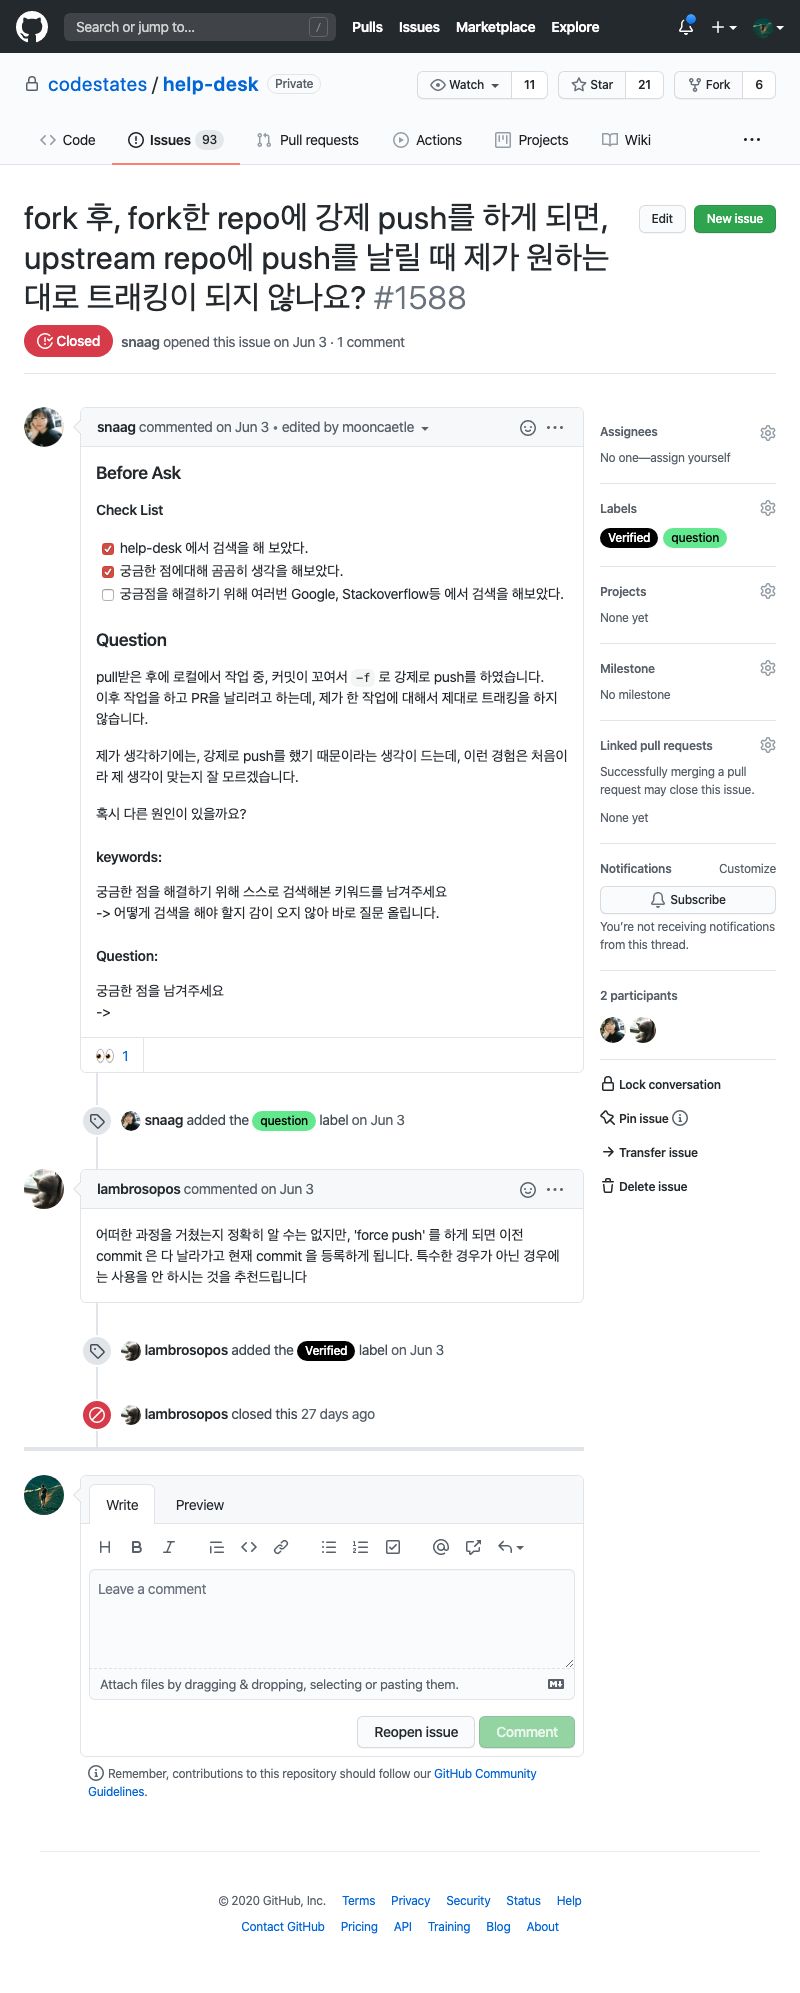 Search or jump to... /
Pulls Issues Marketplace Explore
codestates / help-desk Private
Watch 11 Star 21 Fork 6
Code Issues 93 Pull requests Actions Projects Wiki
fork 후, fork한 repo에 강제 push를 하게 되면,
upstream repo에 push를 날릴 때 제가 원하는
대로 트래킹이 되지 않나요? #1588
Edit New issue
Closed snaag opened this issue on Jun 3 · 1 comment
snaag commented on Jun 3 • edited by mooncaetle
Before Ask
Check List
help-desk 에서 검색을 해 보았다.
궁금한 점에대해 곰곰히 생각을 해보았다.
궁금점을 해결하기 위해 여러번 Google, Stackoverflow등 에서 검색을 해보았다.
Question
pull받은 후에 로컬에서 작업 중, 커밋이 꼬여서 -f 로 강제로 push를 하였습니다.
이후 작업을 하고 PR을 날리려고 하는데, 제가 한 작업에 대해서 제대로 트래킹을 하지
않습니다.
제가 생각하기에는, 강제로 push를 했기 때문이라는 생각이 드는데, 이런 경험은 처음이
라 제 생각이 맞는지 잘 모르겠습니다.
혹시 다른 원인이 있을까요?
keywords:
궁금한 점을 해결하기 위해 스스로 검색해본 키워드를 남겨주세요
-> 어떻게 검색을 해야 할지 감이 오지 않아 바로 질문 올립니다.
Question:
궁금한 점을 남겨주세요
->
👀 1
snaag added the question label on Jun 3
lambrosopos commented on Jun 3
어떠한 과정을 거쳤는지 정확히 알 수는 없지만, 'force push' 를 하게 되면 이전
commit 은 다 날라가고 현재 commit 을 등록하게 됩니다. 특수한 경우가 아닌 경우에
는 사용을 안 하시는 것을 추천드립니다
lambrosopos added the Verified label on Jun 3
lambrosopos closed this 27 days ago
Write Preview
Leave a comment
Attach files by dragging & dropping, selecting or pasting them.
Reopen issue Comment
Remember, contributions to this repository should follow our GitHub Community
Guidelines.
Assignees
No one—assign yourself
Labels
Verified question
Projects
None yet
Milestone
No milestone
Linked pull requests
Successfully merging a pull
request may close this issue.
None yet
Notifications Customize
Subscribe
You're not receiving notifications
from this thread.
2 participants
Lock conversation
Pin issue
Transfer issue
Delete issue
© 2020 GitHub, Inc. Terms Privacy Security Status Help
Contact GitHub Pricing API Training Blog About